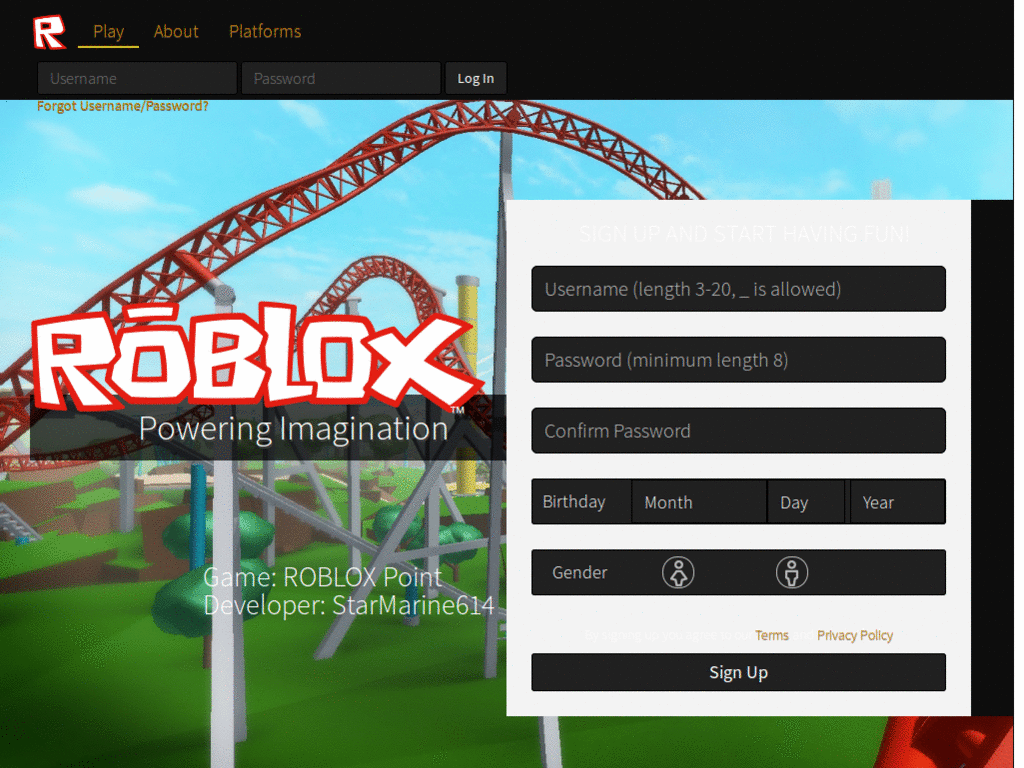 R
Play About Platforms
Username Password Log In
Forgot Username/Password?
SIGN UP AND START HAVING FUN!
Username (length 3-20, _ is allowed)
Password (minimum length 8)
Confirm Password
Birthday Month Day Year
Gender
Terms Privacy Policy
Sign Up
RŌBLOX™
Powering Imagination
Game: ROBLOX Point
Developer: StarMarine614